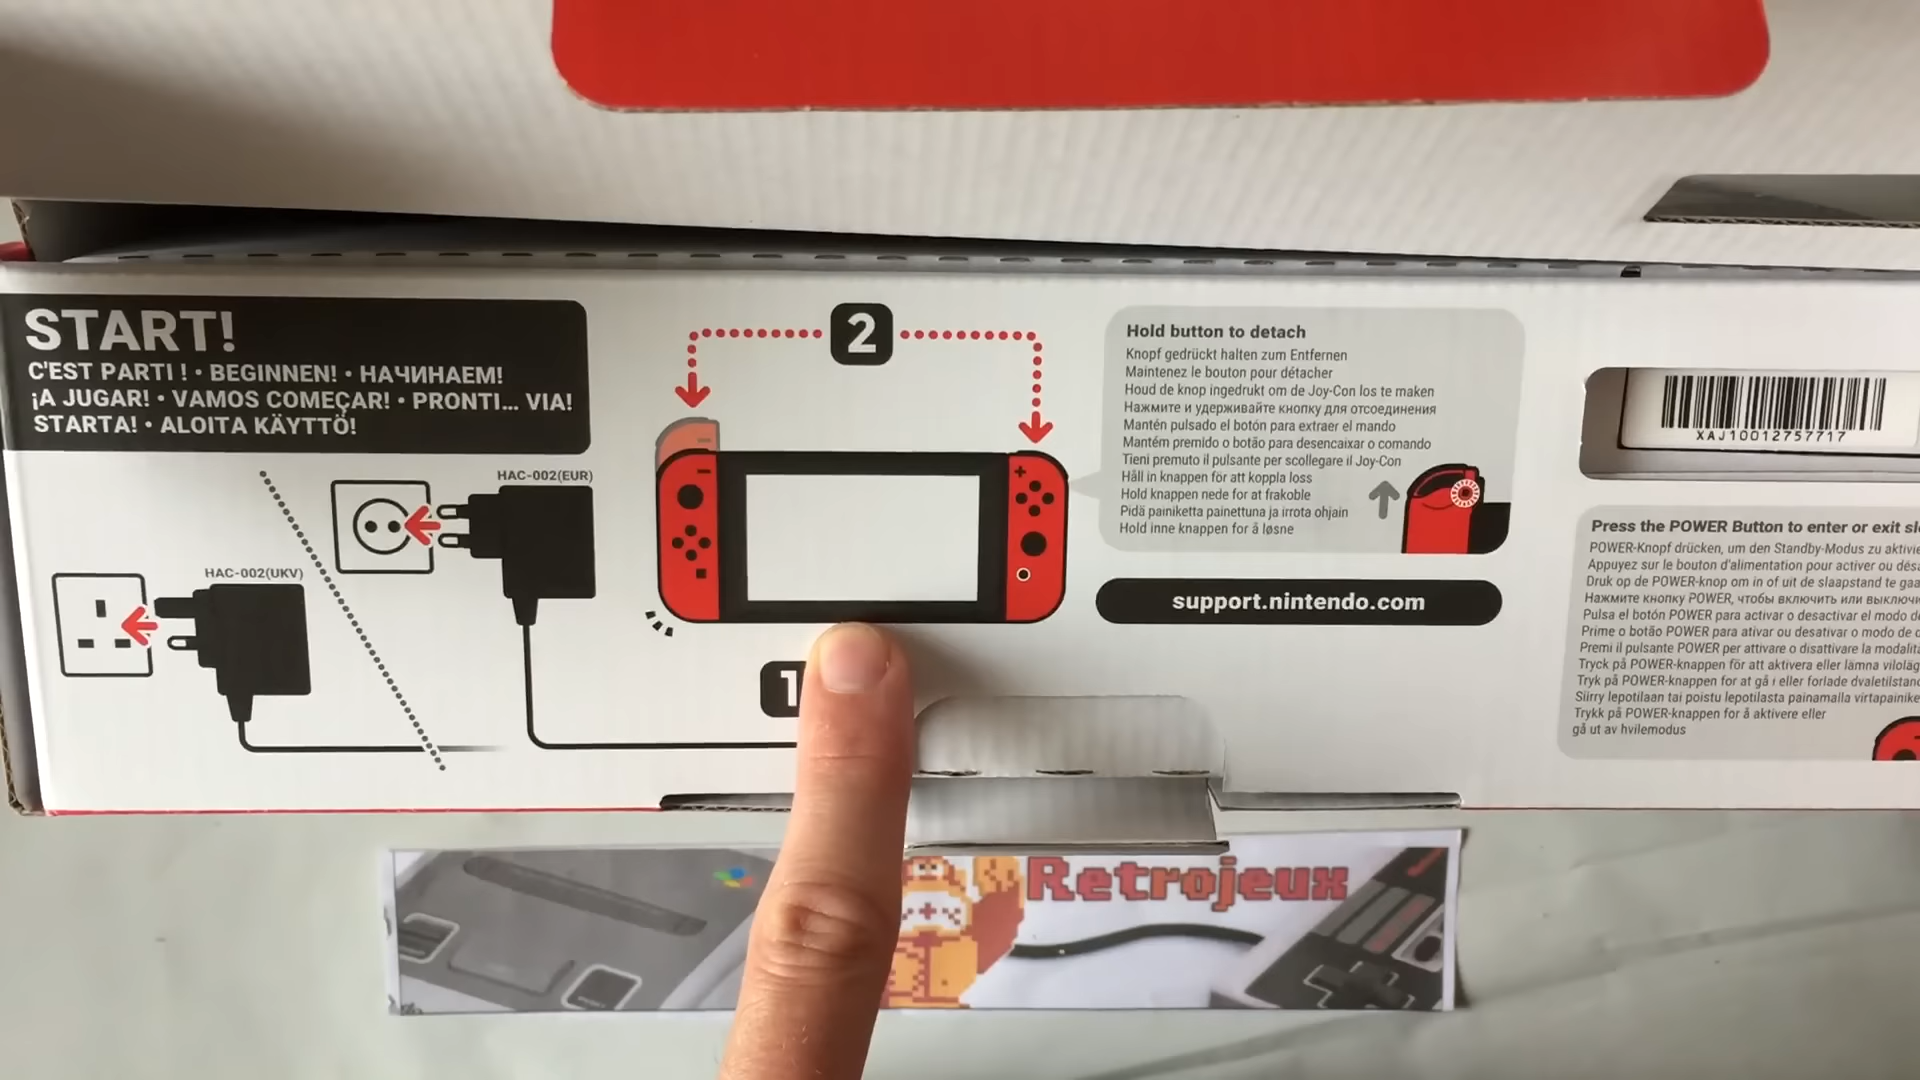 START!
C'EST PARTI ! • BEGINNEN! • НАЧИНАЕМ!
¡A JUGAR! • VAMOS COMEÇAR! • PRONTI... VIA!
STARTA! • ALOITA KÄYTTÖ!
HAC-002(EUR)
HAC-002(UKV)
2
1
Hold button to detach
Knopf gedrückt halten zum Entfernen
Maintenez le bouton pour détacher
Houd de knop ingedrukt om de Joy-Con los te maken
Нажмите и удерживайте кнопку для отсоединения
Mantén pulsado el botón para extraer el mando
Mantém premido o botão para desencaixar o comando
Tieni premuto il pulsante per scollegare il Joy-Con
Håll in knappen för att koppla loss
Hold knappen nede for at frakoble
Pidä painiketta painettuna ja irrota ohjain
Hold inne knappen for å løsne
support.nintendo.com
XAJ10012757717
Press the POWER Button to enter or exit
POWER-Knopf drücken, um den Standby-Modus zu
Appuyez sur le bouton d'alimentation pour activer ou
Druk op de POWER-knop om in of uit de slaapstand te
Нажмите кнопку POWER, чтобы включить или
Pulsa el botón POWER para activar o desactivar el modo
Prime o botão POWER para ativar ou desativar o modo de
Premi il pulsante POWER per attivare o disattivare la
Tryck på POWER-knappen för att aktivera eller lämna
Tryk på POWER-knappen for at gå i eller forlade
Siirry lepotilaan tai poistu lepotilasta painamalla
Trykk på POWER-knappen for å aktivere eller
gå ut av hvilemodus
Retrojeux